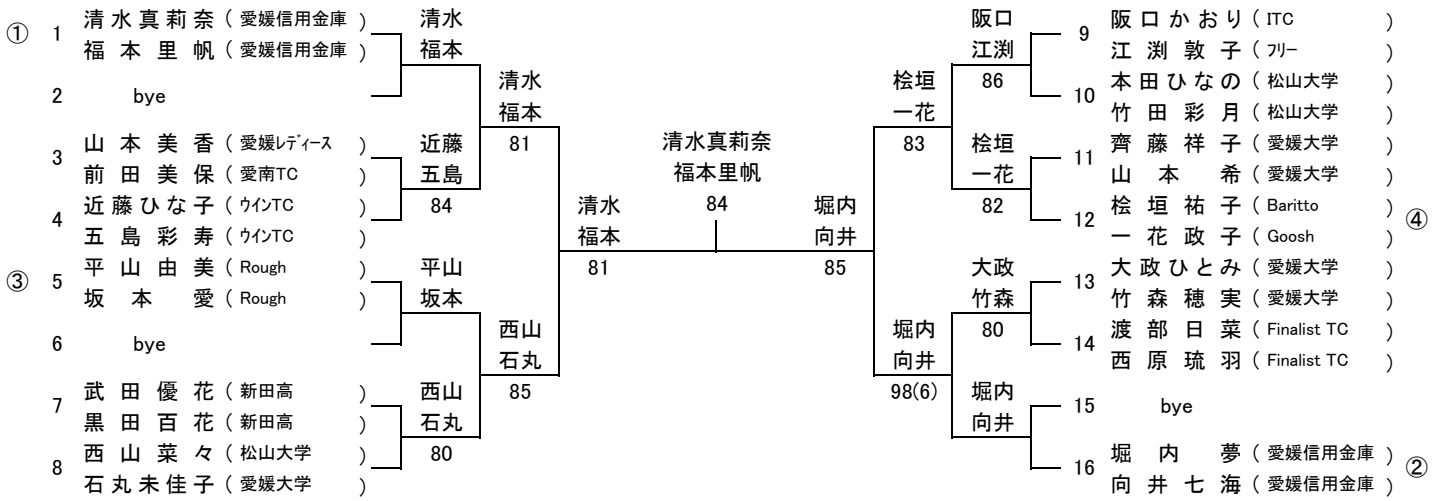 ① 1 清水真莉奈 ( 愛媛信用金庫 )
福本里帆 ( 愛媛信用金庫 )
2 bye
3 山本美香 ( 愛媛レディース )
前田美保 ( 愛南TC )
4 近藤ひな子 ( ウインTC )
五島彩寿 ( ウインTC )
③ 5 平山由美 ( Rough )
坂本愛 ( Rough )
6 bye
7 武田優花 ( 新田高 )
黒田百花 ( 新田高 )
8 西山菜々 ( 松山大学 )
石丸未佳子 ( 愛媛大学 )
清水
福本
近藤
五島
84
平山
坂本
西山
石丸
80
清水
福本
81
西山
石丸
85
清水
福本
81
清水真莉奈
福本里帆
84
堀内
向井
85
桧垣
一花
83
堀内
向井
98(6)
阪口
江渕
86
桧垣
一花
82
大政
竹森
80
堀内
向井
9 阪口かおり ( ITC )
江渕敦子 ( フリー )
10 本田ひなの ( 松山大学 )
竹田彩月 ( 松山大学 )
11 齊藤祥子 ( 愛媛大学 )
山本希 ( 愛媛大学 )
12 桧垣祐子 ( Baritto ) ④
一花政子 ( Goosh )
13 大政ひとみ ( 愛媛大学 )
竹森穂実 ( 愛媛大学 )
14 渡部日菜 ( Finalist TC )
西原琉羽 ( Finalist TC )
15 bye
16 堀内夢 ( 愛媛信用金庫 ) ②
向井七海 ( 愛媛信用金庫 )